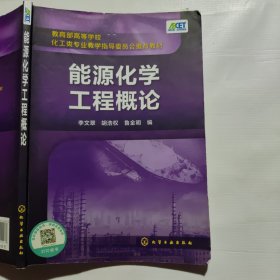 教育部高等学校
化工类专业教学指导委员会推荐教材
能源化学
工程概论
李文翠 胡浩权 鲁金明 编
化学工业出版社
能源化学工程概论